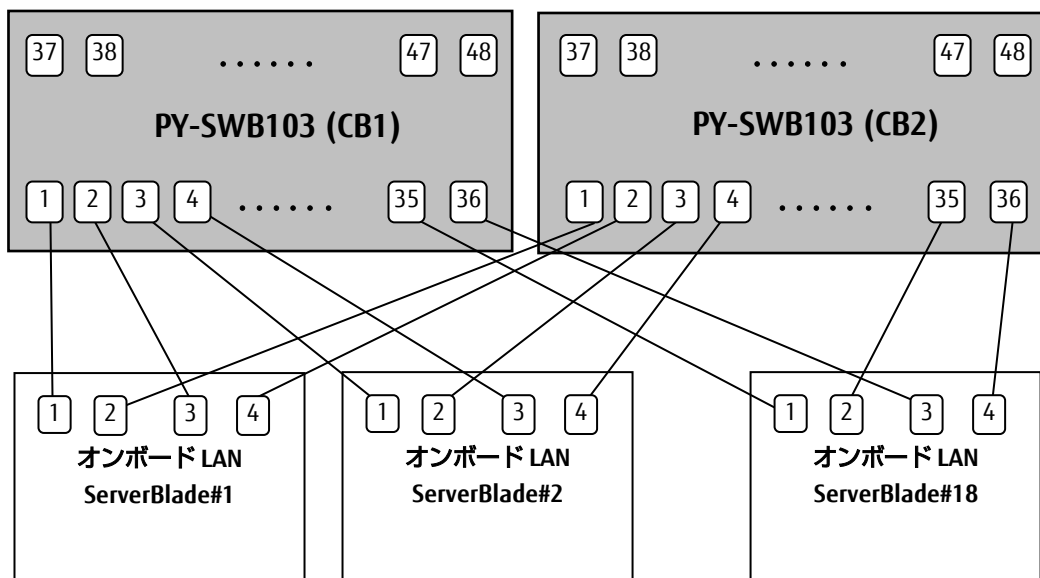 37 38 ...... 47 48
PY-SWB103 (CB1)
1 2 3 4 ...... 35 36
37 38 ...... 47 48
PY-SWB103 (CB2)
1 2 3 4 ...... 35 36
1 2 3 4
オンボード LAN
ServerBlade#1
1 2 3 4
オンボード LAN
ServerBlade#2
1 2 3 4
オンボード LAN
ServerBlade#18